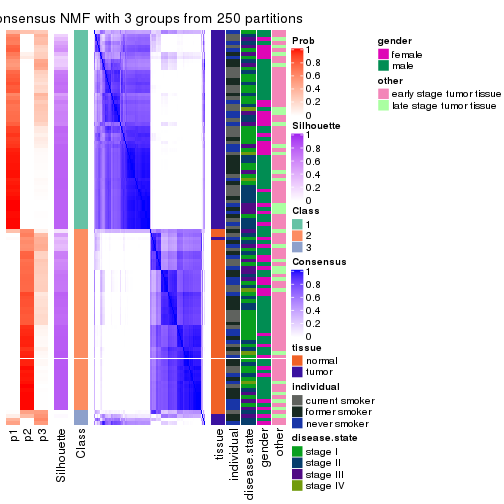 onsensus NMF with 3 groups from 250 partitions
Prob
1
0.8
0.6
0.4
0.2
0
Silhouette
1
0.8
0.6
0.4
0.2
0
Class
1
2
3
Consensus
1
0.8
0.6
0.4
0.2
0
tissue
normal
tumor
individual
current smoker
former smoker
never smoker
disease.state
stage I
stage II
stage III
stage IV
gender
female
male
other
early stage tumor tissue
late stage tumor tissue
p1
p2
p3
Silhouette
Class
tissue
individual
disease.state
gender
other